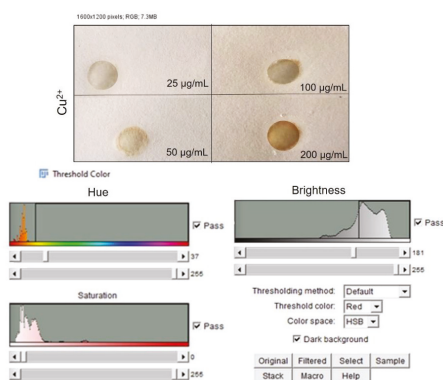 1600x1200 pixels; RGB; 7.3MB
Cu2+
25 µg/mL
100 µg/mL
50 µg/mL
200 µg/mL
Threshold Color
Hue
Pass
37
255
Saturation
Pass
0
255
Brightness
Pass
181
255
Thresholding method: Default
Threshold color: Red
Color space: HSB
Dark background
Original Filtered Select Sample
Stack Macro Help